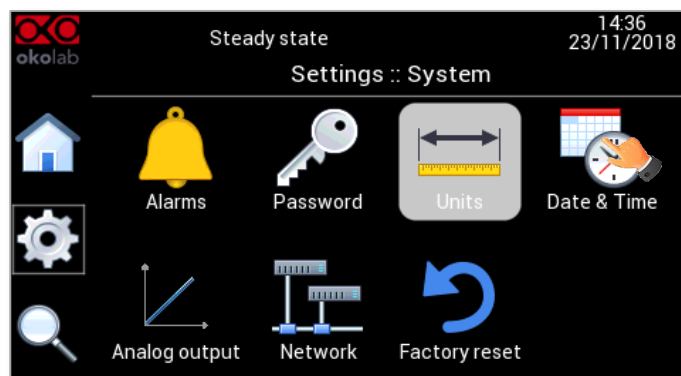 okolab
Steady state
14:36
23/11/2018
Settings :: System
Alarms
Password
Units
Date & Time
Analog output
Network
Factory reset